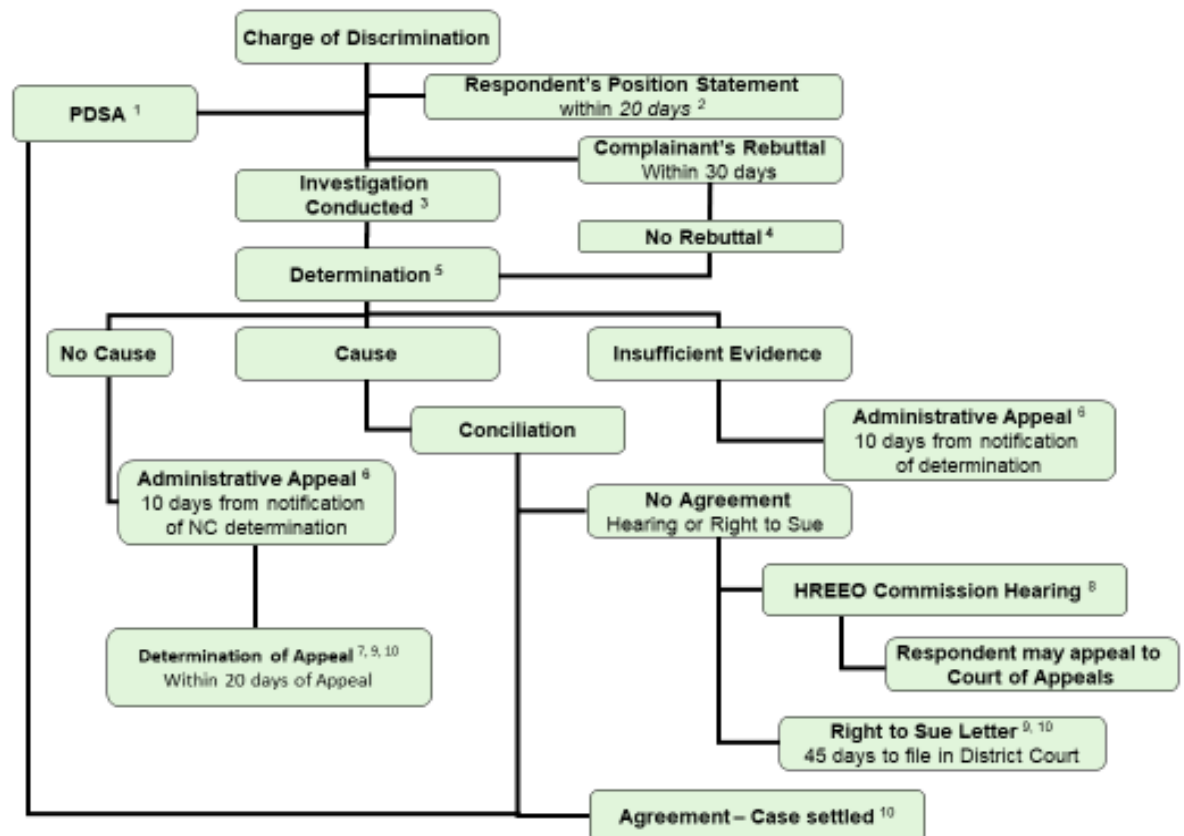 Charge of Discrimination
Respondent's Position Statement
within 20 days ²
PDSA ¹
Complainant's Rebuttal
Within 30 days
Investigation
Conducted ³
No Rebuttal ⁴
Determination ⁵
No Cause
Cause
Insufficient Evidence
Conciliation
Administrative Appeal ⁶
10 days from notification
of determination
Administrative Appeal ⁶
10 days from notification
of NC determination
No Agreement
Hearing or Right to Sue
HREEO Commission Hearing ⁸
Determination of Appeal ⁷, ⁹, ¹⁰
Within 20 days of Appeal
Respondent may appeal to
Court of Appeals
Right to Sue Letter ⁹, ¹⁰
45 days to file in District Court
Agreement – Case settled ¹⁰